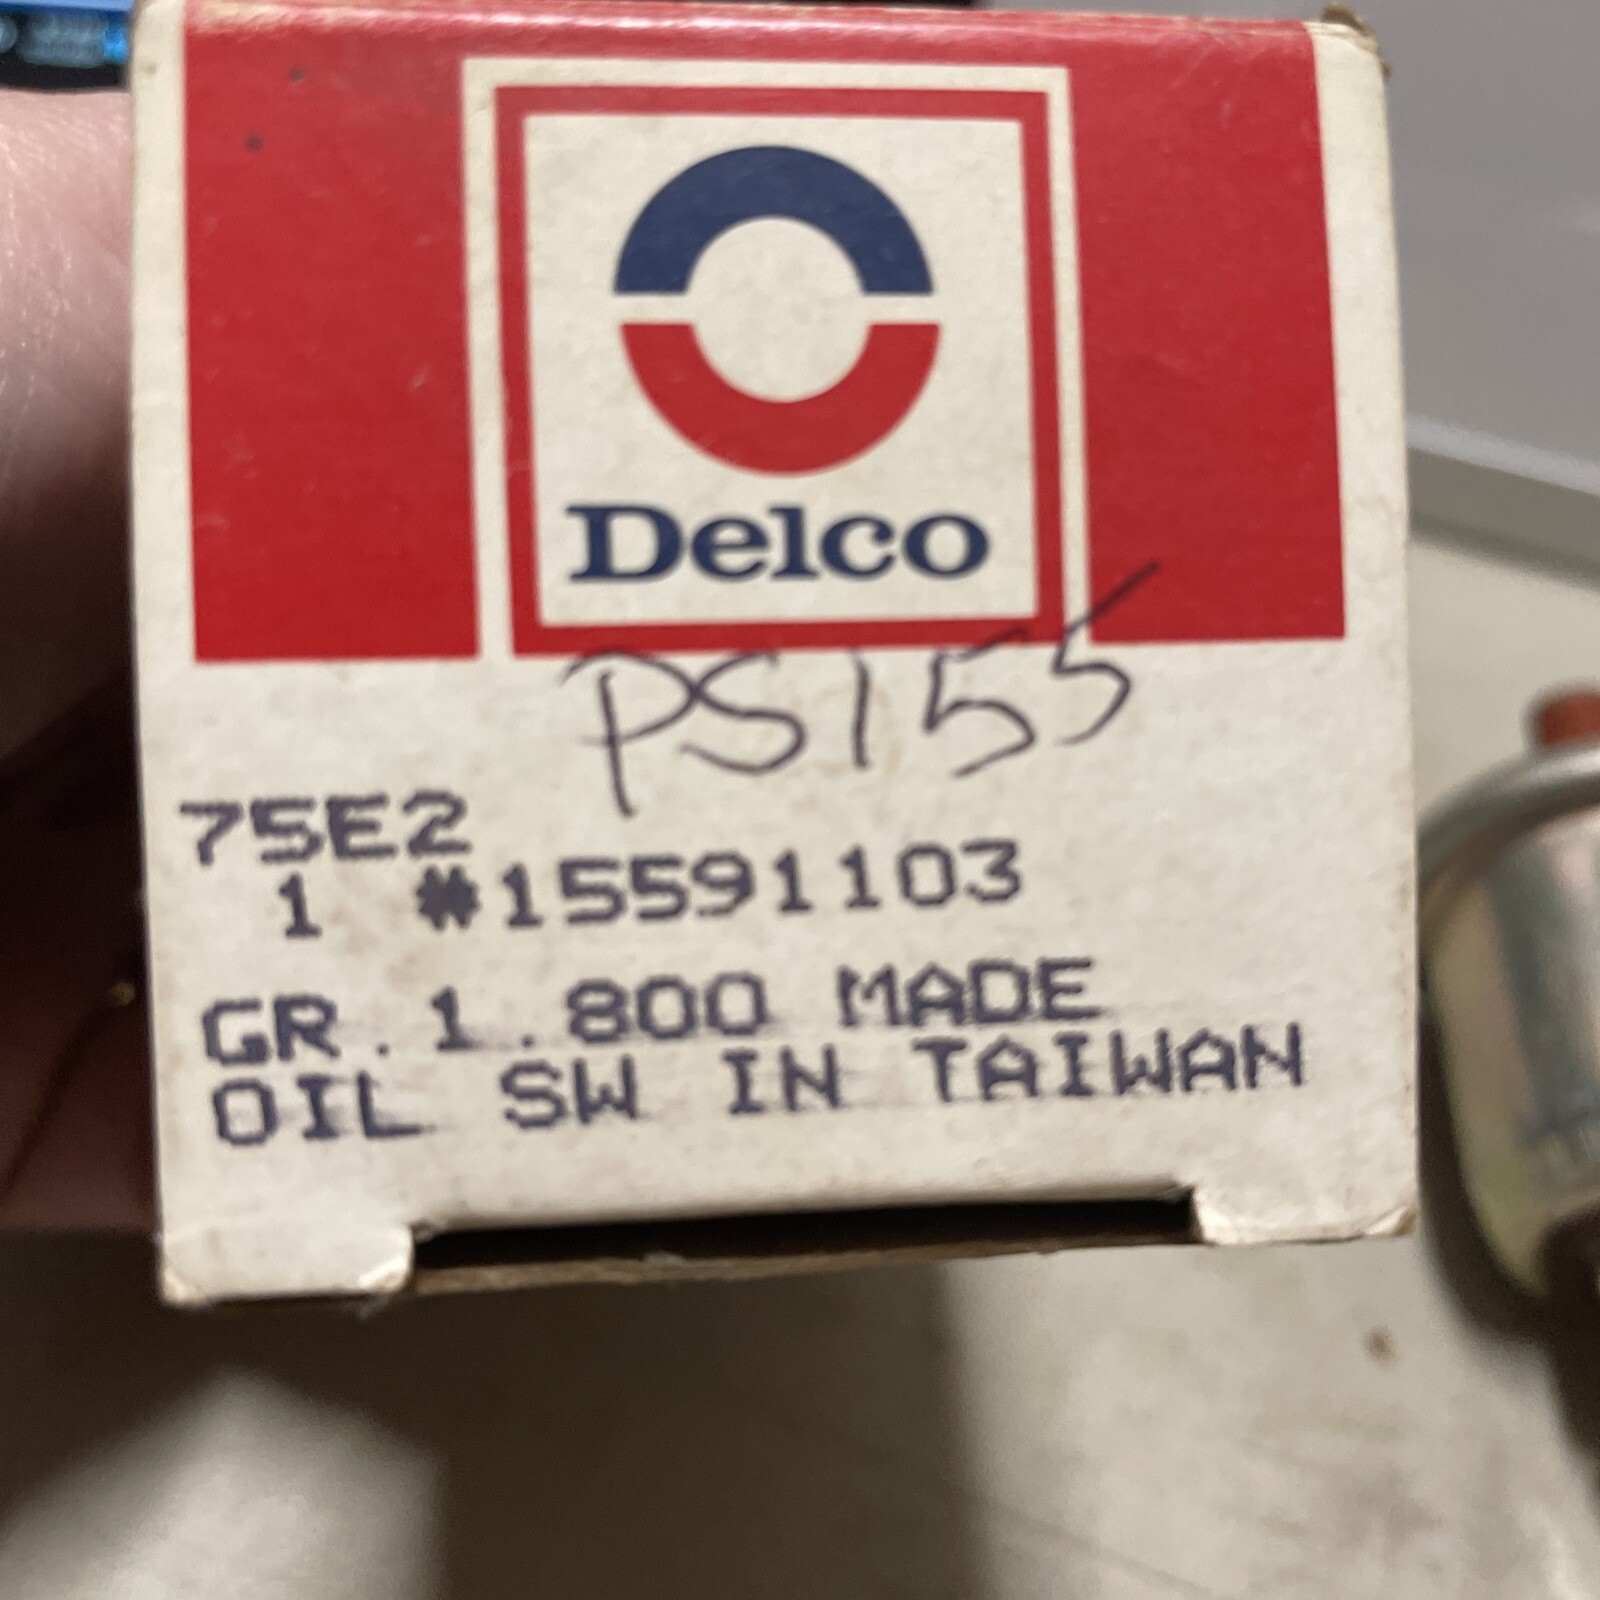 Delco
PS155
75E2
1 #15591103
GR. 1.800 MADE
OIL SW IN TAIWAN